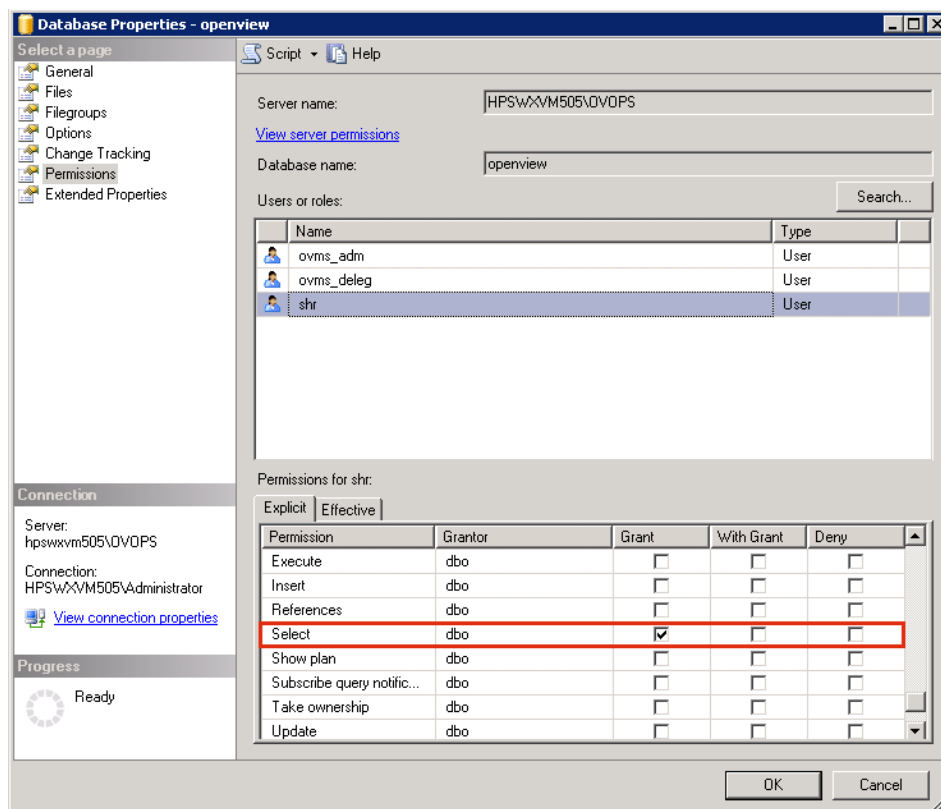 Database Properties - openview
Select a page
General
Files
Filegroups
Options
Change Tracking
Permissions
Extended Properties
Script Help
Server name: HPSWXVM505\OVOPS
View server permissions
Database name: openview
Users or roles: Search...
Name Type
ovms_adm User
ovms_deleg User
shr User
Permissions for shr:
Explicit Effective
Permission Grantor Grant With Grant Deny
Execute dbo
Insert dbo
References dbo
Select dbo
Show plan dbo
Subscribe query notific... dbo
Take ownership dbo
Update dbo
Connection
Server:
hpswxvm505\OVOPS
Connection:
HPSWXVM505\Administrator
View connection properties
Progress
Ready
OK Cancel